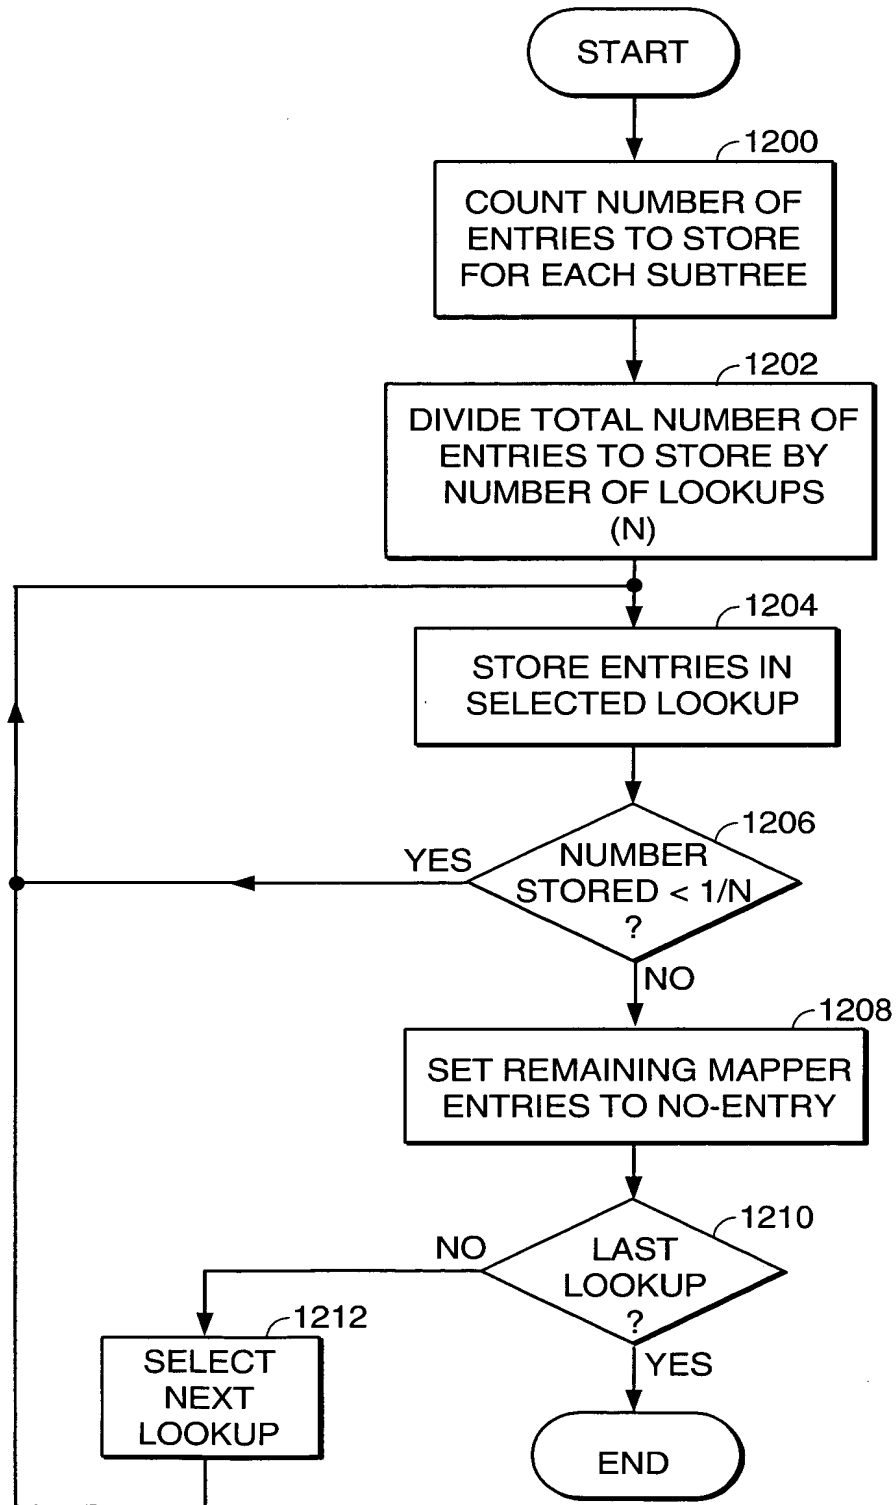 START
1200
COUNT NUMBER OF
ENTRIES TO STORE
FOR EACH SUBTREE
1202
DIVIDE TOTAL NUMBER OF
ENTRIES TO STORE BY
NUMBER OF LOOKUPS
(N)
1204
STORE ENTRIES IN
SELECTED LOOKUP
1206
NUMBER
STORED < 1/N
?
YES
NO
1208
SET REMAINING MAPPER
ENTRIES TO NO-ENTRY
1210
LAST
LOOKUP
?
NO
YES
1212
SELECT
NEXT
LOOKUP
END